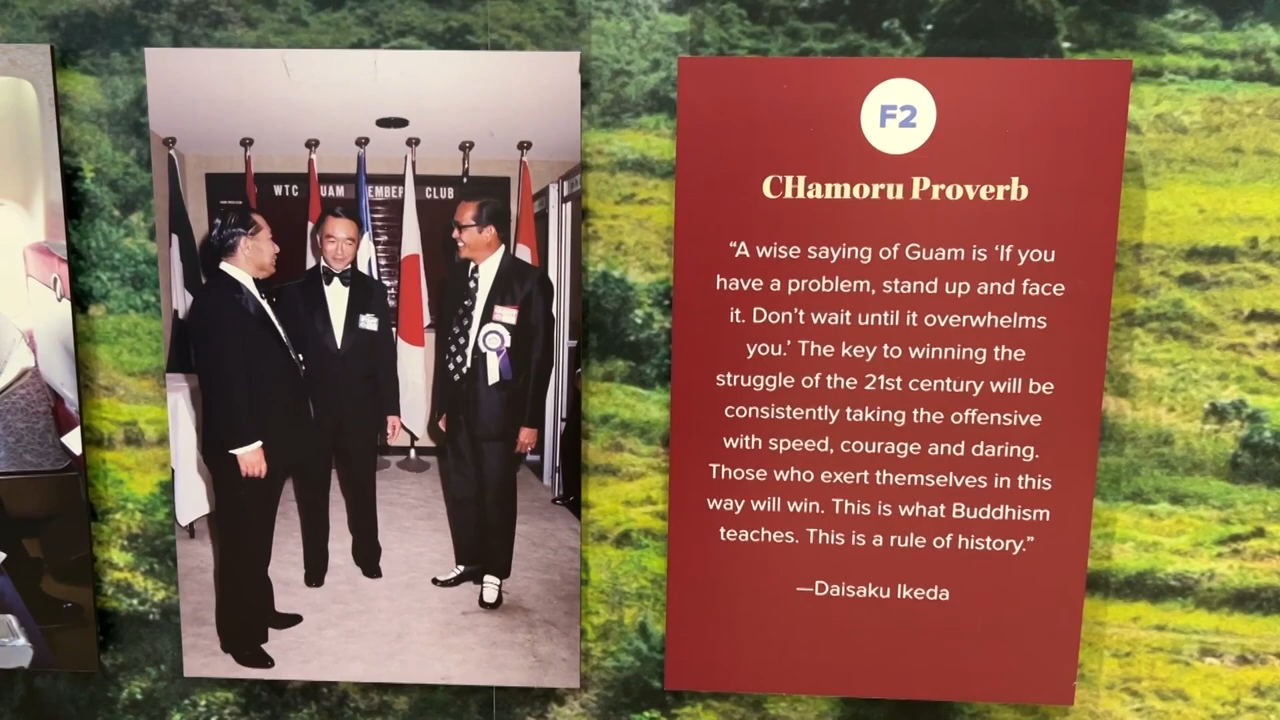 WTC GUAM MEMBERS CLUB
F2
CHamoru Proverb
“A wise saying of Guam is ‘If you
have a problem, stand up and face
it. Don’t wait until it overwhelms
you.’ The key to winning the
struggle of the 21st century will be
consistently taking the offensive
with speed, courage and daring.
Those who exert themselves in this
way will win. This is what Buddhism
teaches. This is a rule of history.”
—Daisaku Ikeda